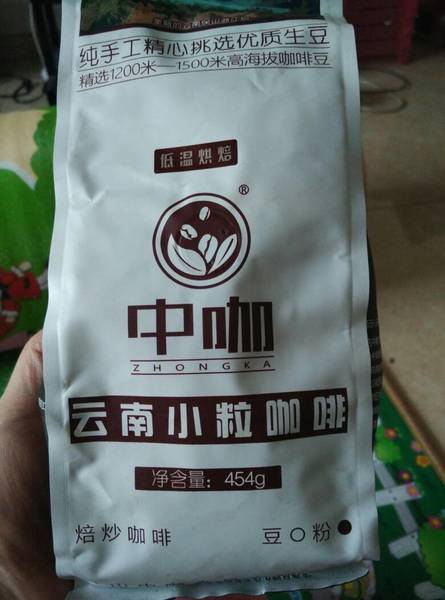 纯手工精心挑选优质生豆
精选1200米—1500米高海拔咖啡豆
低温烘焙
®
中咖
ZHONGKA
云南小粒咖啡
净含量：454g
焙炒咖啡 豆○粉●